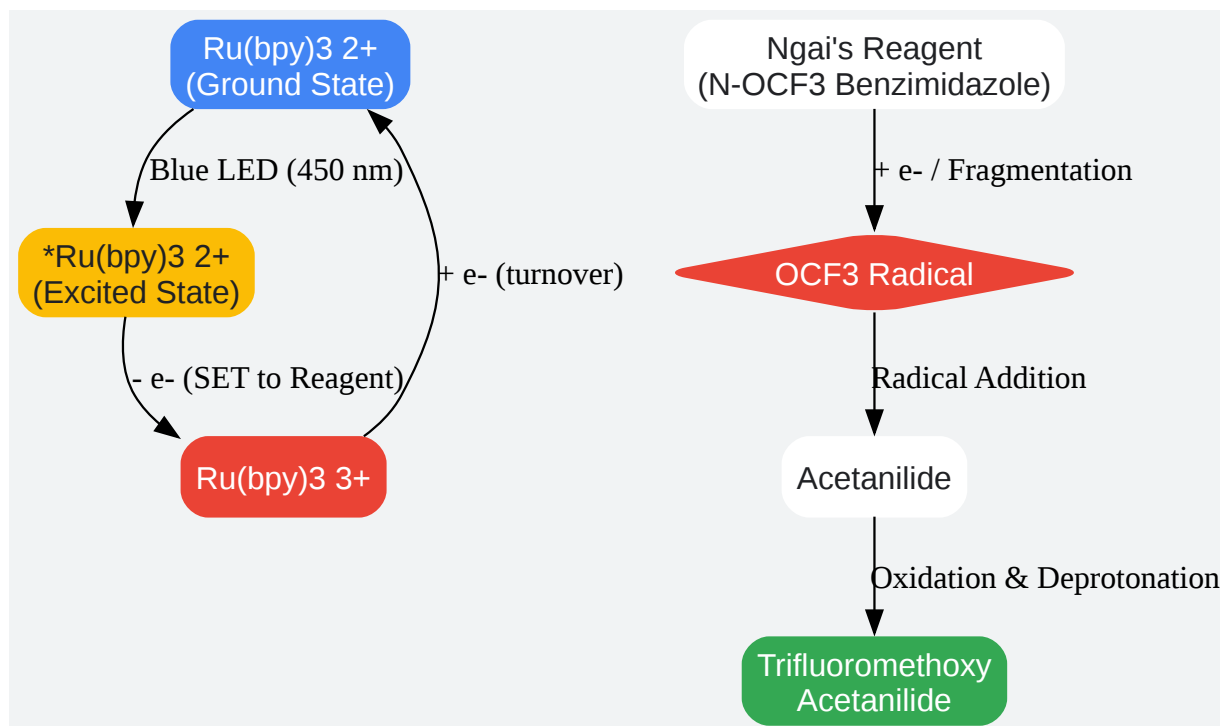 Ru(bpy)3 2+
(Ground State)
Blue LED (450 nm)
*Ru(bpy)3 2+
(Excited State)
+ e- (turnover)
- e- (SET to Reagent)
Ru(bpy)3 3+
Ngai's Reagent
(N-OCF3 Benzimidazole)
+ e- / Fragmentation
OCF3 Radical
Radical Addition
Acetanilide
Oxidation & Deprotonation
Trifluoromethoxy
Acetanilide